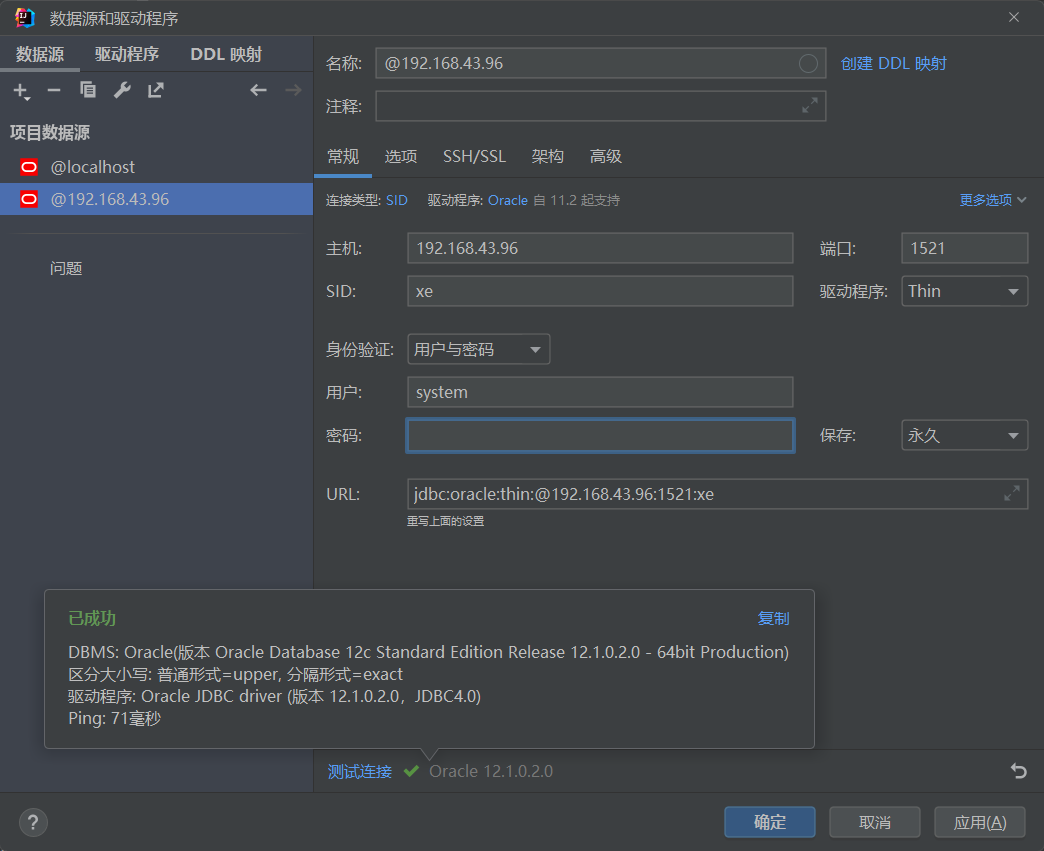 数据源和驱动程序
数据源 驱动程序 DDL 映射
项目数据源
@localhost
@192.168.43.96
问题
名称: @192.168.43.96 创建 DDL 映射
注释:
常规 选项 SSH/SSL 架构 高级
连接类型: SID 驱动程序: Oracle 自 11.2 起支持 更多选项
主机: 192.168.43.96 端口: 1521
SID: xe 驱动程序: Thin
身份验证: 用户与密码
用户: system
密码: 保存: 永久
URL: jdbc:oracle:thin:@192.168.43.96:1521:xe
重写上面的设置
已成功 复制
DBMS: Oracle(版本 Oracle Database 12c Standard Edition Release 12.1.0.2.0 - 64bit Production)
区分大小写: 普通形式=upper, 分隔形式=exact
驱动程序: Oracle JDBC driver (版本 12.1.0.2.0，JDBC4.0)
Ping: 71毫秒
测试连接 Oracle 12.1.0.2.0
? 确定 取消 应用(A)